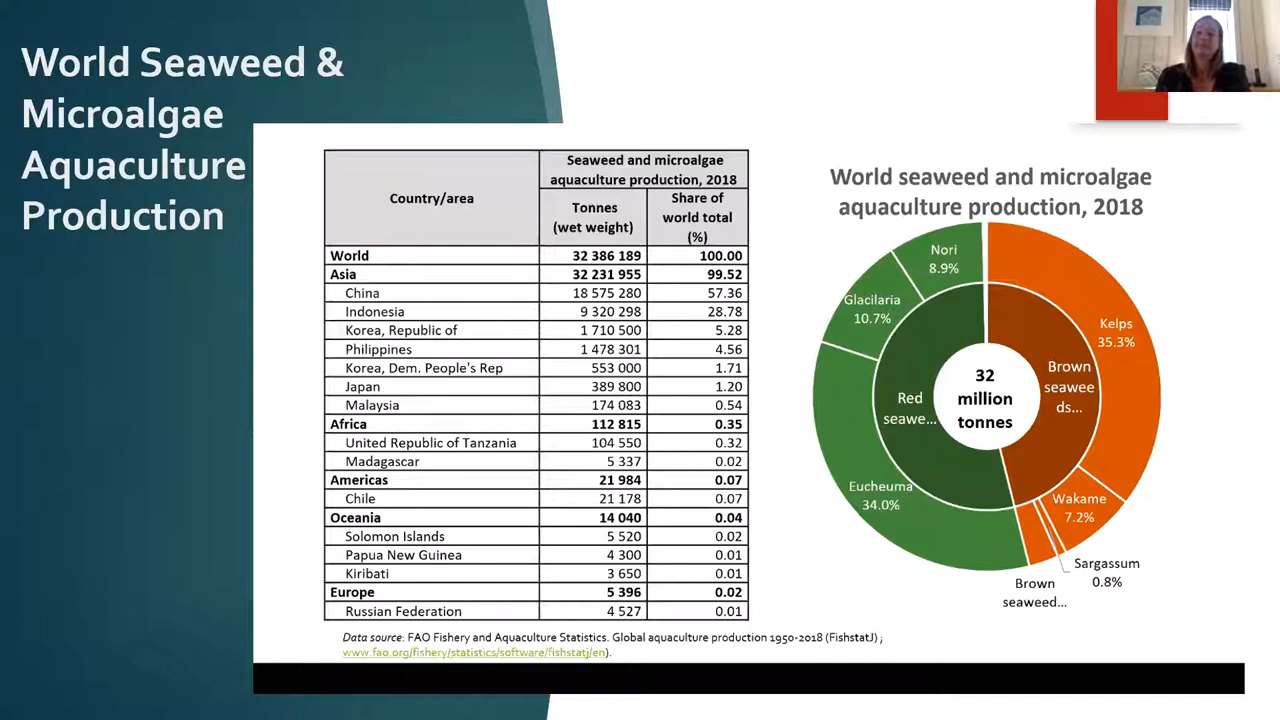 World Seaweed &
Microalgae
Aquaculture
Production
Country/area
Seaweed and microalgae
aquaculture production, 2018
Tonnes
(wet weight)
Share of
world total
(%)
World 32 386 189 100.00
Asia 32 231 955 99.52
China 18 575 280 57.36
Indonesia 9 320 298 28.78
Korea, Republic of 1 710 500 5.28
Philippines 1 478 301 4.56
Korea, Dem. People's Rep 553 000 1.71
Japan 389 800 1.20
Malaysia 174 083 0.54
Africa 112 815 0.35
United Republic of Tanzania 104 550 0.32
Madagascar 5 337 0.02
Americas 21 984 0.07
Chile 21 178 0.07
Oceania 14 040 0.04
Solomon Islands 5 520 0.02
Papua New Guinea 4 300 0.01
Kiribati 3 650 0.01
Europe 5 396 0.02
Russian Federation 4 527 0.01
Data source: FAO Fishery and Aquaculture Statistics. Global aquaculture production 1950-2018 (FishstatJ) ;
www.fao.org/fishery/statistics/software/fishstatj/en).
World seaweed and microalgae
aquaculture production, 2018
Nori
8.9%
Glacilaria
10.7%
Kelps
35.3%
Brown
seawee
ds...
32
million
tonnes
Red
seawe...
Eucheuma
34.0%
Wakame
7.2%
Sargassum
0.8%
Brown
seaweed...